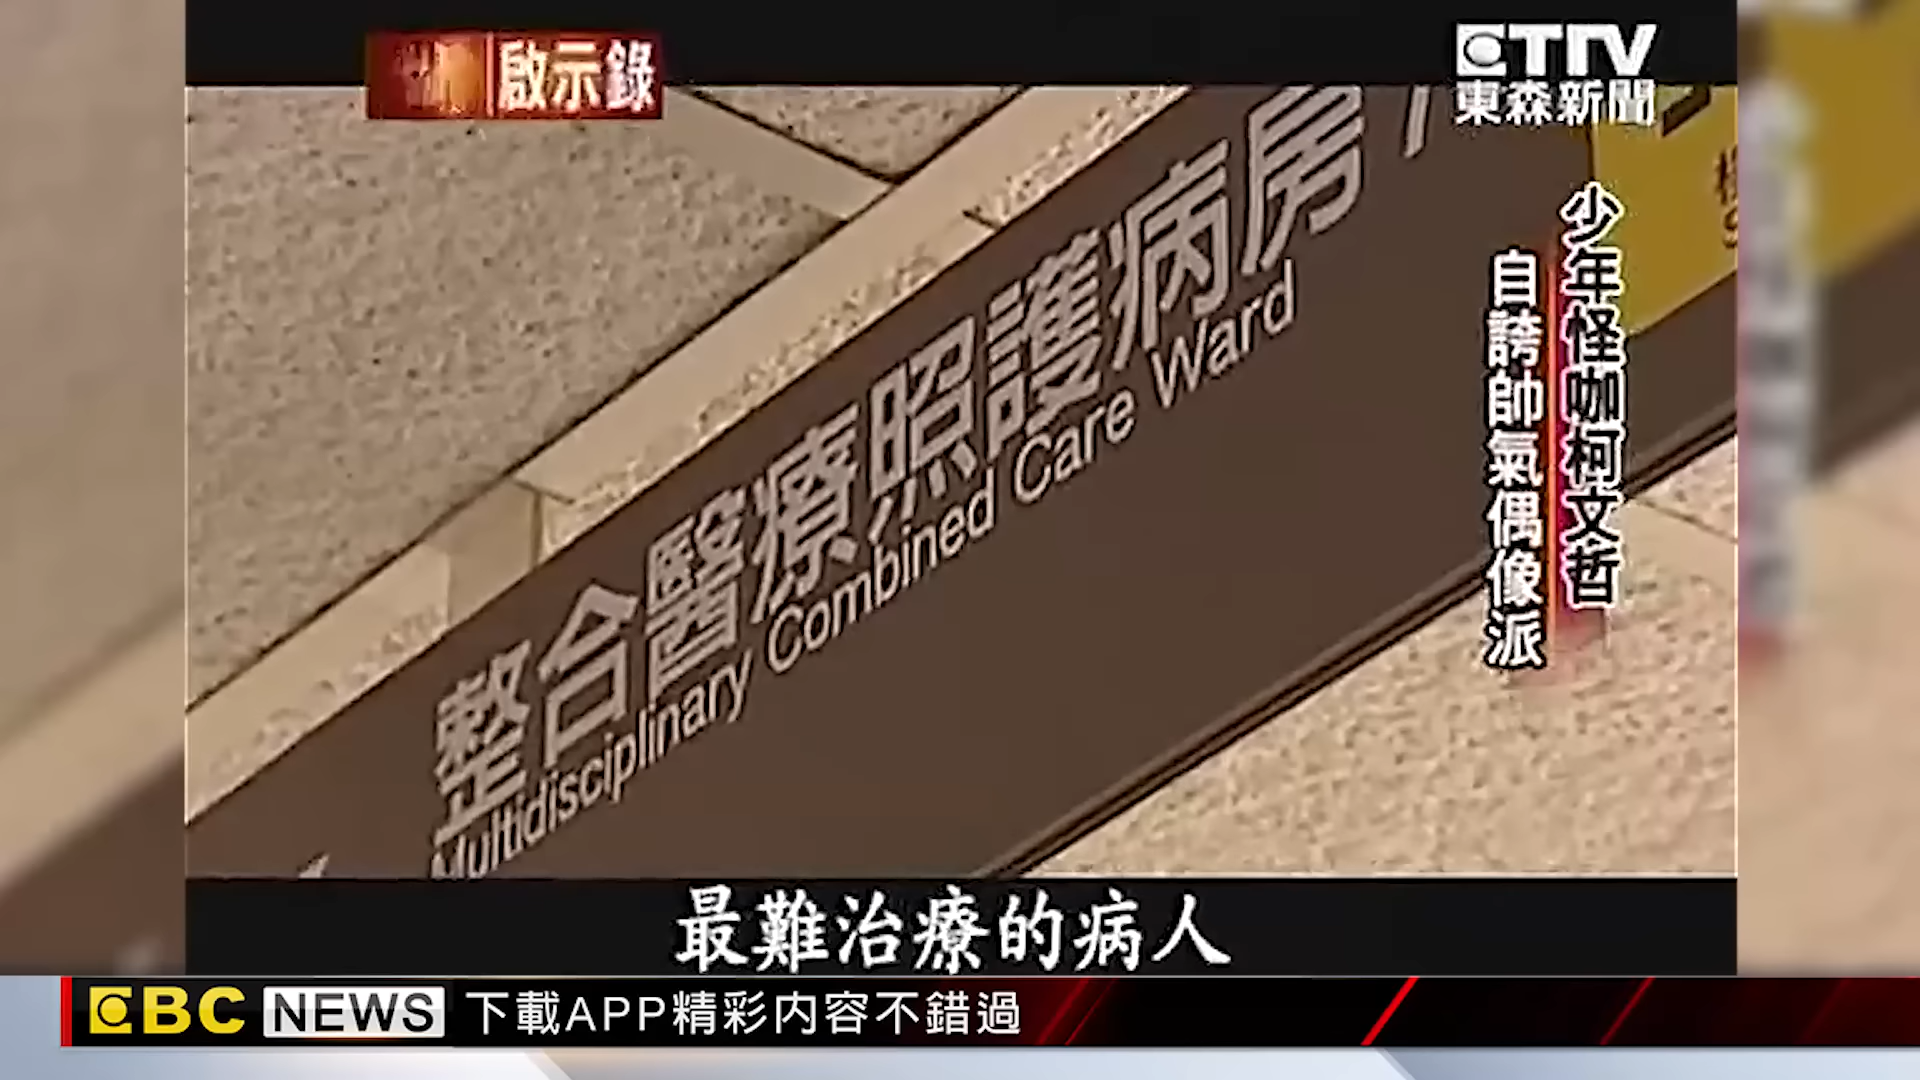 啟示錄
ETTV
東森新聞
少年怪咖柯文哲
自誇帥氣偶像派
整合醫療照護病房
Multidisciplinary Combined Care Ward
最難治療的病人
EBC NEWS 下載APP精彩內容不錯過